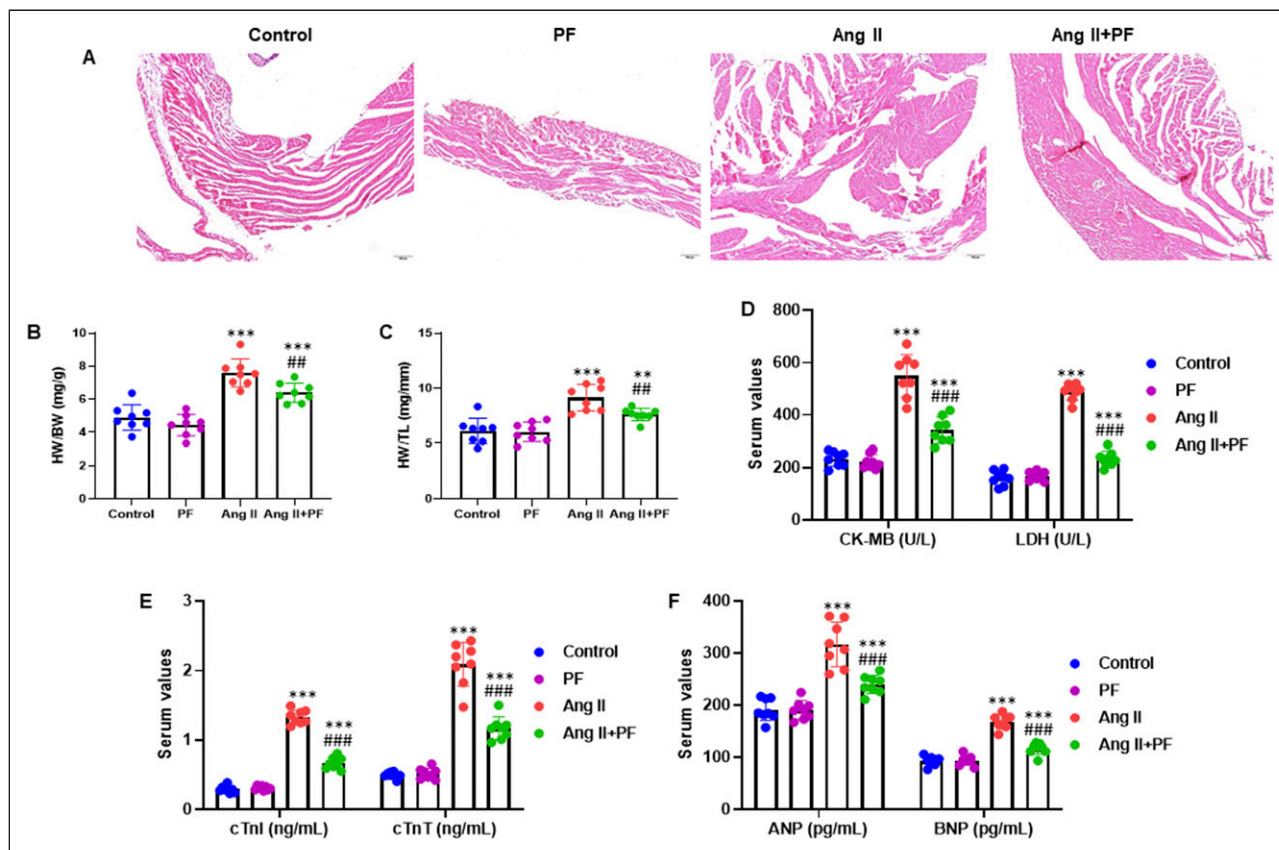 Control PF Ang II Ang II+PF
A
B
HW/BW (mg/g)
10
8
6
4
2
0
***
***
##
Control PF Ang II Ang II+PF
C
HW/TL (mg/mm)
15
10
5
0
***
**
##
Control PF Ang II Ang II+PF
D
Serum values
800
600
400
200
0
***
***
###
***
***
###
CK-MB (U/L) LDH (U/L)
Control
PF
Ang II
Ang II+PF
E
Serum values
3
2
1
0
***
***
###
***
***
###
cTnI (ng/mL) cTnT (ng/mL)
Control
PF
Ang II
Ang II+PF
F
Serum values
400
300
200
100
0
***
***
###
***
***
###
ANP (pg/mL) BNP (pg/mL)
Control
PF
Ang II
Ang II+PF